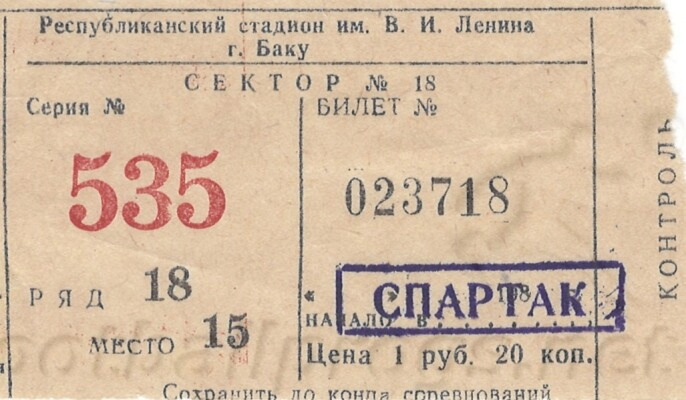 Республиканский стадион им. В. И. Ленина
г. Баку
СЕКТОР № 18
Серия № БИЛЕТ №
535 023718
РЯД 18
« СПАРТАК
НАЧАЛО в
МЕСТО 15
Цена 1 руб. 20 коп.
Сохранить до конца соревнований
КОНТРОЛЬ